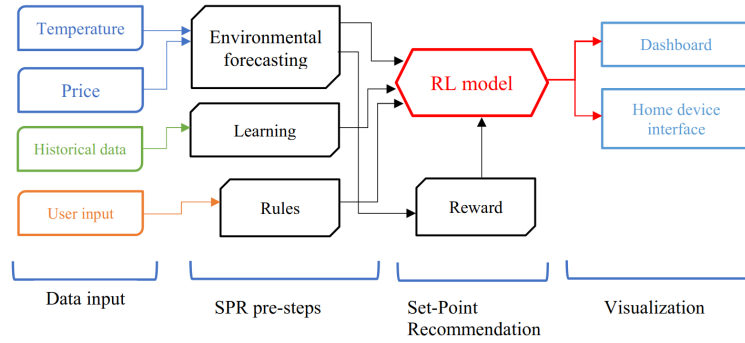 Temperature
Price
Historical data
User input
Environmental
forecasting
Learning
Rules
RL model
Reward
Dashboard
Home device
interface
Data input
SPR pre-steps
Set-Point
Recommendation
Visualization